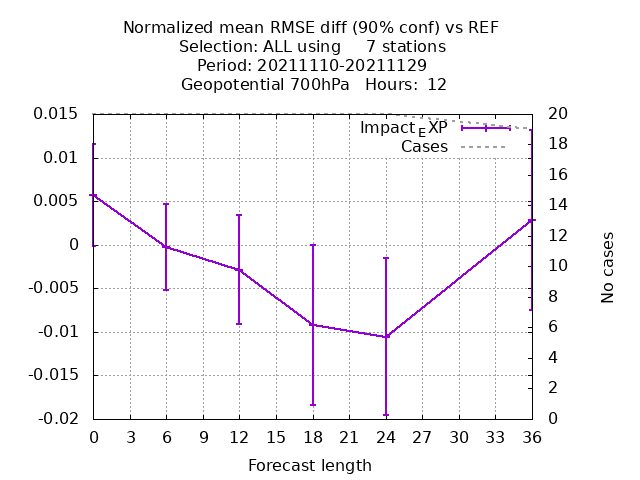 Normalized mean RMSE diff (90% conf) vs REF
Selection: ALL using     7 stations
Period: 20211110-20211129
Geopotential 700hPa   Hours:  12
Impact_EXP
Cases
0.015
0.01
0.005
0
-0.005
-0.01
-0.015
-0.02
20
18
16
14
12
10
8
6
4
2
0
No cases
0 3 6 9 12 15 18 21 24 27 30 33 36
Forecast length